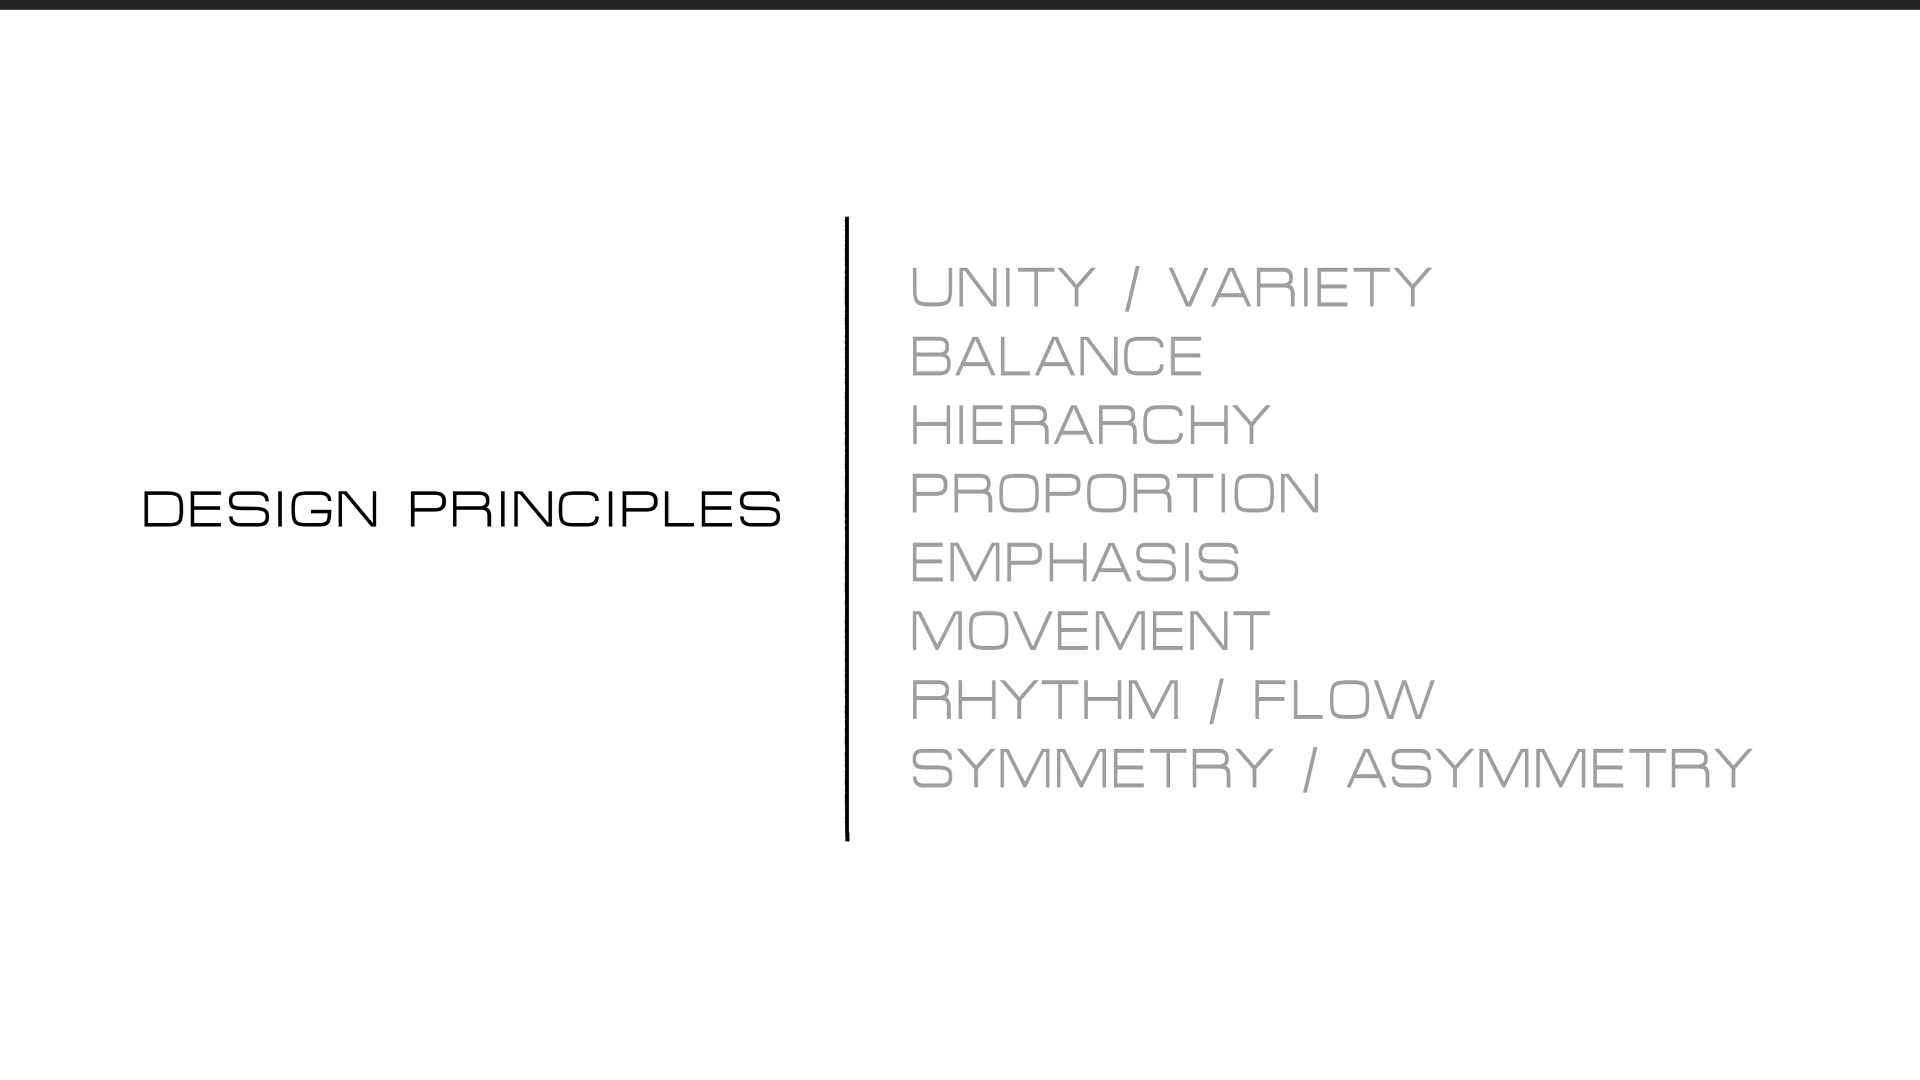 DESIGN PRINCIPLES
UNITY / VARIETY
BALANCE
HIERARCHY
PROPORTION
EMPHASIS
MOVEMENT
RHYTHM / FLOW
SYMMETRY / ASYMMETRY